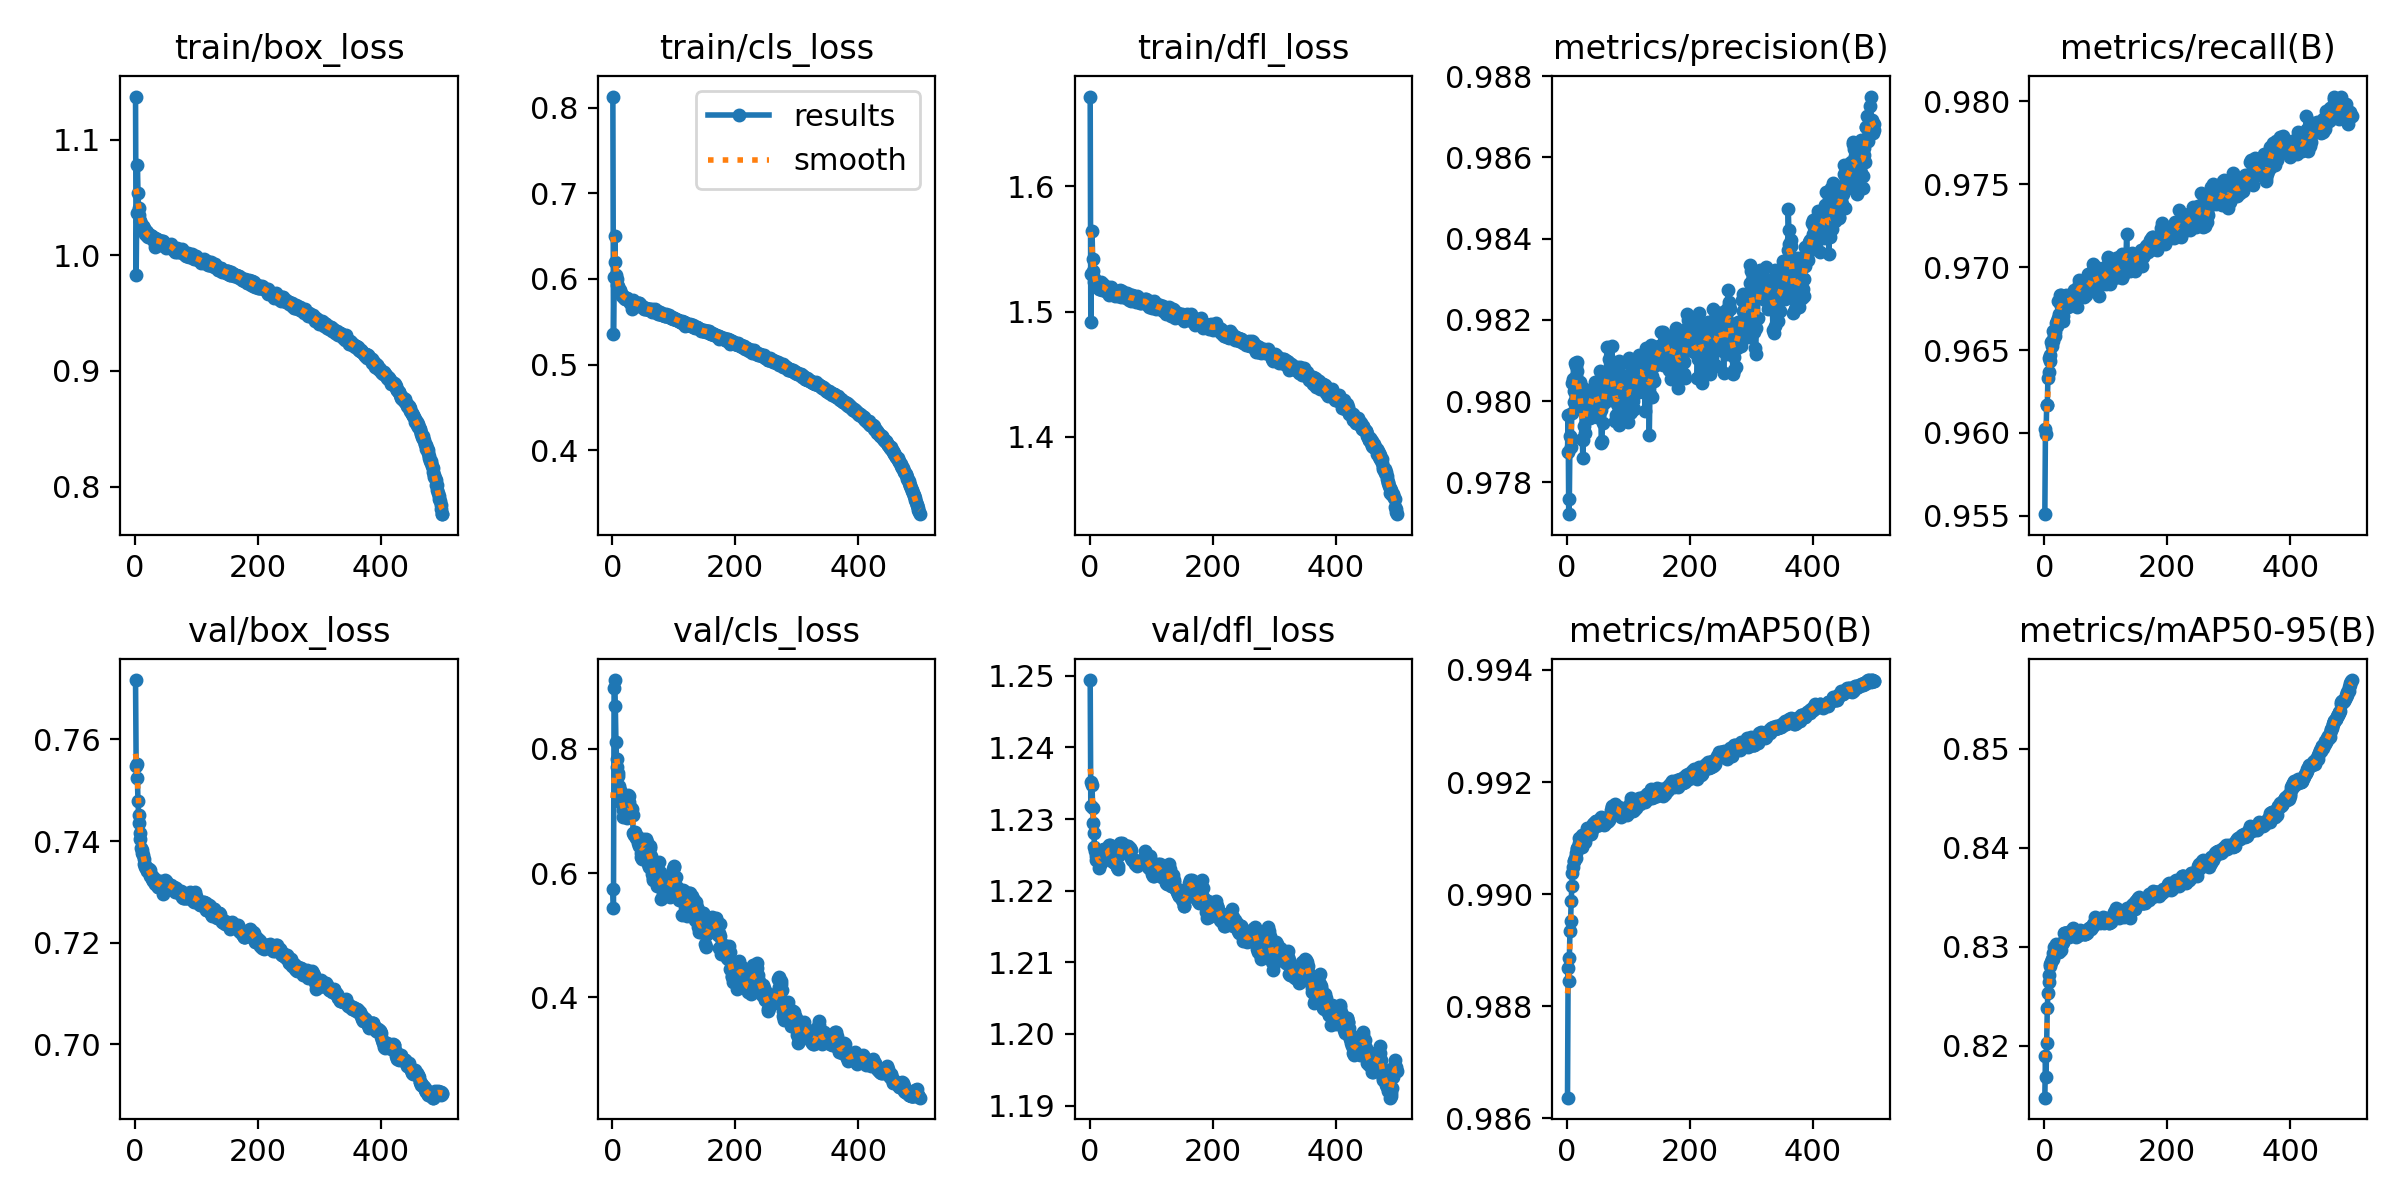 train/box_loss
1.1
1.0
0.9
0.8
0 200 400
train/cls_loss
results
smooth
0.8
0.7
0.6
0.5
0.4
0 200 400
train/dfl_loss
1.6
1.5
1.4
0 200 400
metrics/precision(B)
0.988
0.986
0.984
0.982
0.980
0.978
0 200 400
metrics/recall(B)
0.980
0.975
0.970
0.965
0.960
0.955
0 200 400
val/box_loss
0.76
0.74
0.72
0.70
0 200 400
val/cls_loss
0.8
0.6
0.4
0 200 400
val/dfl_loss
1.25
1.24
1.23
1.22
1.21
1.20
1.19
0 200 400
metrics/mAP50(B)
0.994
0.992
0.990
0.988
0.986
0 200 400
metrics/mAP50-95(B)
0.85
0.84
0.83
0.82
0 200 400